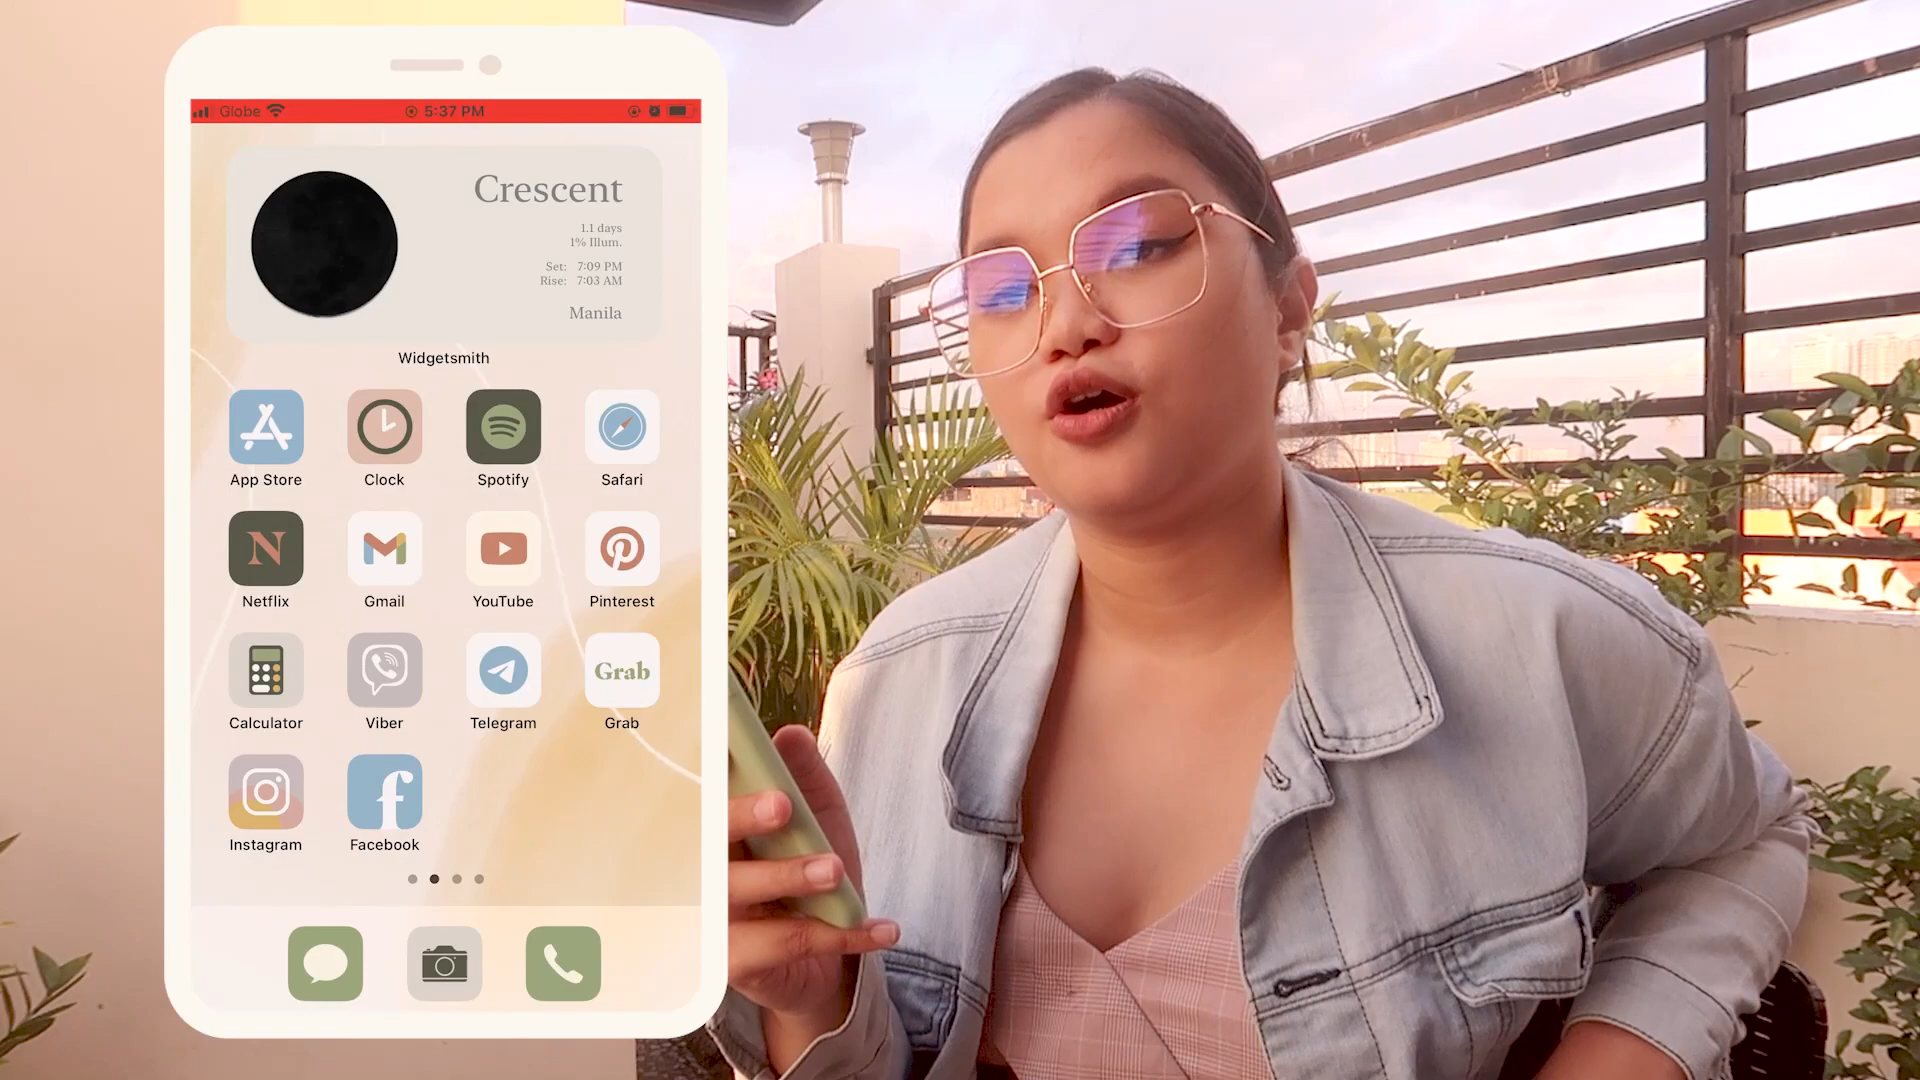 Globe 5:37 PM
Crescent
1.1 days
1% Illum.
Set: 7:09 PM
Rise: 7:03 AM
Manila
Widgetsmith
App Store Clock Spotify Safari
N
Netflix Gmail YouTube Pinterest
Grab
Calculator Viber Telegram Grab
f
Instagram Facebook